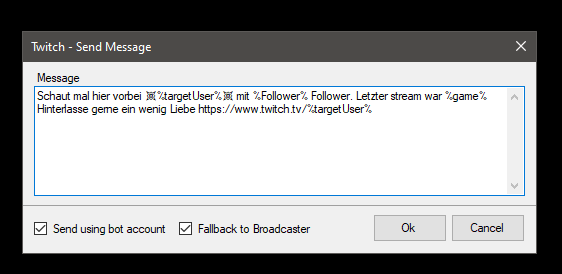 Twitch - Send Message
Message
Schaut mal hier vorbei ☠%targetUser%☠ mit %Follower% Follower. Letzter stream war %game%
Hinterlasse gerne ein wenig Liebe https://www.twitch.tv/%targetUser%
Send using bot account
Fallback to Broadcaster
Ok
Cancel